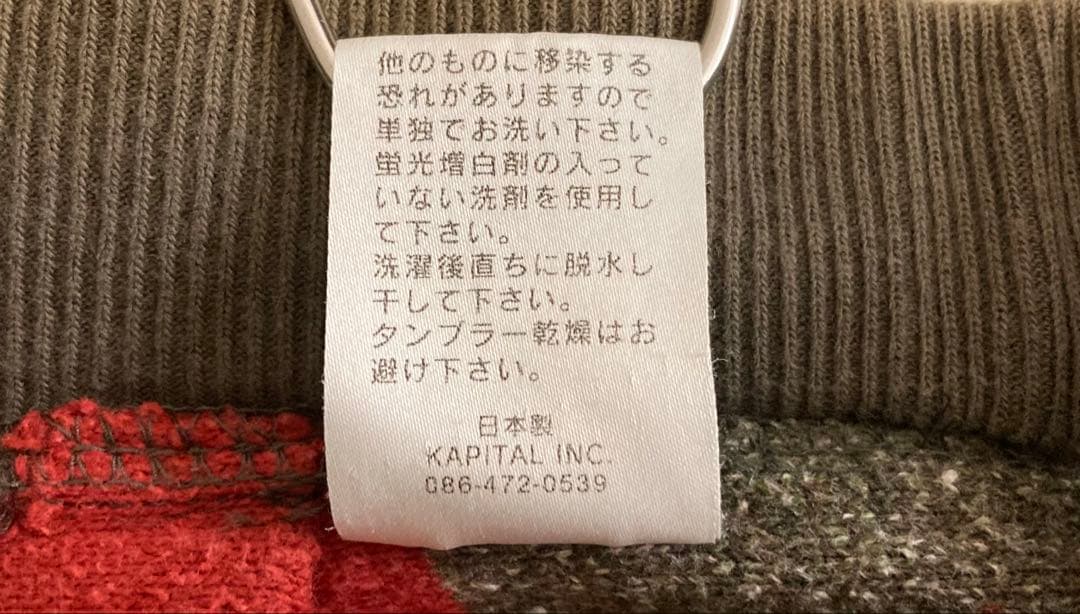 他のものに移染する
恐れがありますので
単独でお洗い下さい。
蛍光増白剤の入って
いない洗剤を使用し
て下さい。
洗濯後直ちに脱水し
干して下さい。
タンブラー乾燥はお
避け下さい。
日本製
KAPITAL INC.
086-472-0539